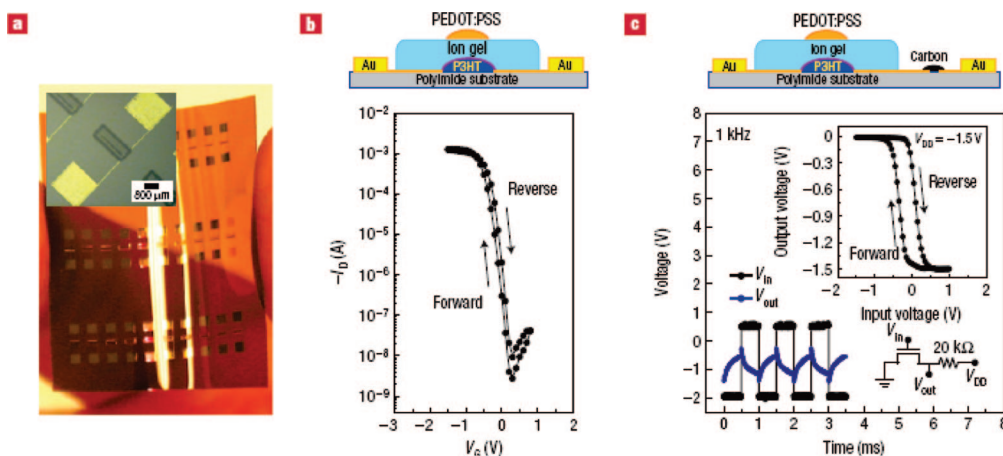 a
800 µm
b
PEDOT:PSS
Ion gel
Au
P3HT
Au
Polyimide substrate
10⁻²
10⁻³
10⁻⁴
10⁻⁵
10⁻⁶
10⁻⁷
10⁻⁸
10⁻⁹
–I_D (A)
Reverse
Forward
–3 –2 –1 0 1 2
V_G (V)
c
PEDOT:PSS
Ion gel
Carbon
Au
P3HT
Au
Polyimide substrate
8
7
6
5
4
3
2
1
0
–1
–2
Voltage (V)
1 kHz
V_in
V_out
0 1 2 3 4 5 6 7 8
Time (ms)
0
–0.3
–0.6
–0.9
–1.2
–1.5
Output voltage (V)
V_DD = –1.5 V
Reverse
Forward
–2 –1 0 1 2
Input voltage (V)
V_in
20 kΩ
V_out
V_DD